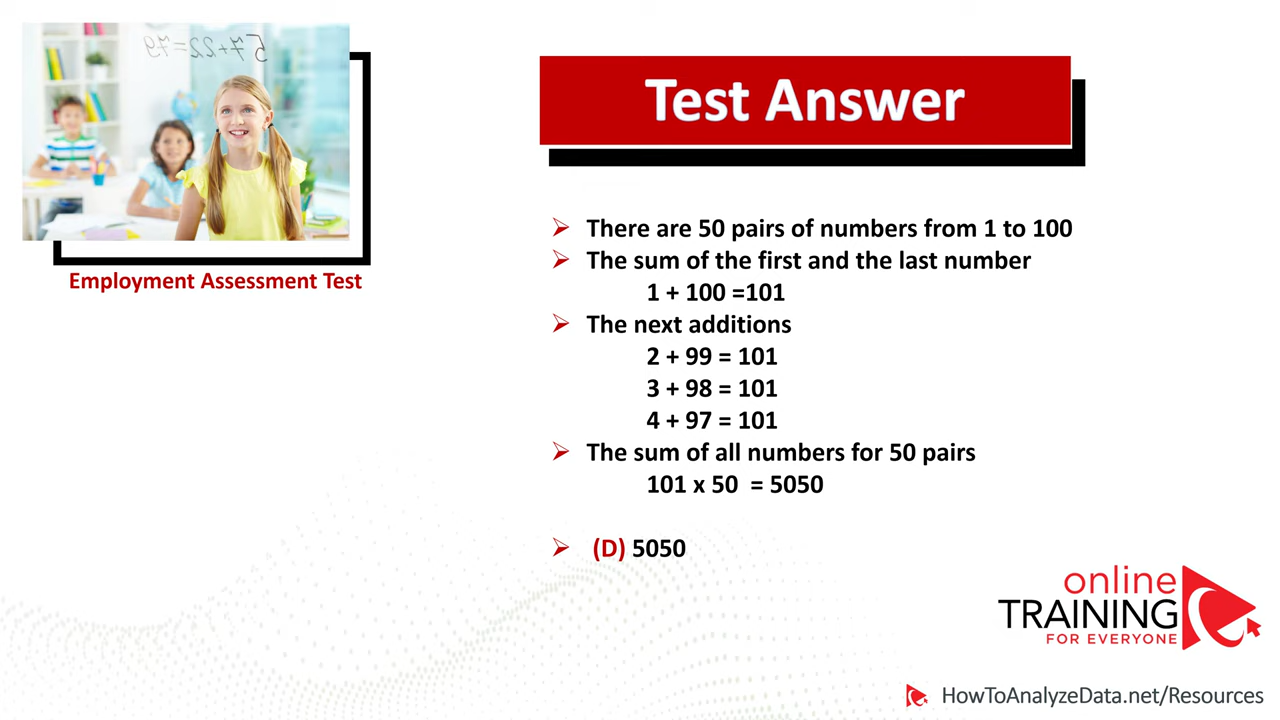 57+22=79
Employment Assessment Test
Test Answer
There are 50 pairs of numbers from 1 to 100
The sum of the first and the last number
1 + 100 =101
The next additions
2 + 99 = 101
3 + 98 = 101
4 + 97 = 101
The sum of all numbers for 50 pairs
101 x 50 = 5050
(D) 5050
online
TRAINING
FOR EVERYONE
HowToAnalyzeData.net/Resources